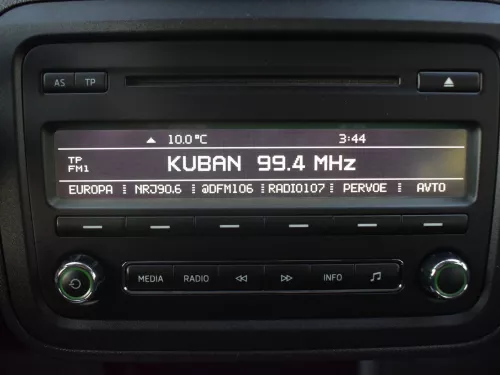 AS TP
10.0°C 3:44
TP
FM1
KUBAN 99.4 MHz
EUROPA NRJ90.6 @DFM106 RADIO107 PERVOE AVTO
MEDIA RADIO INFO